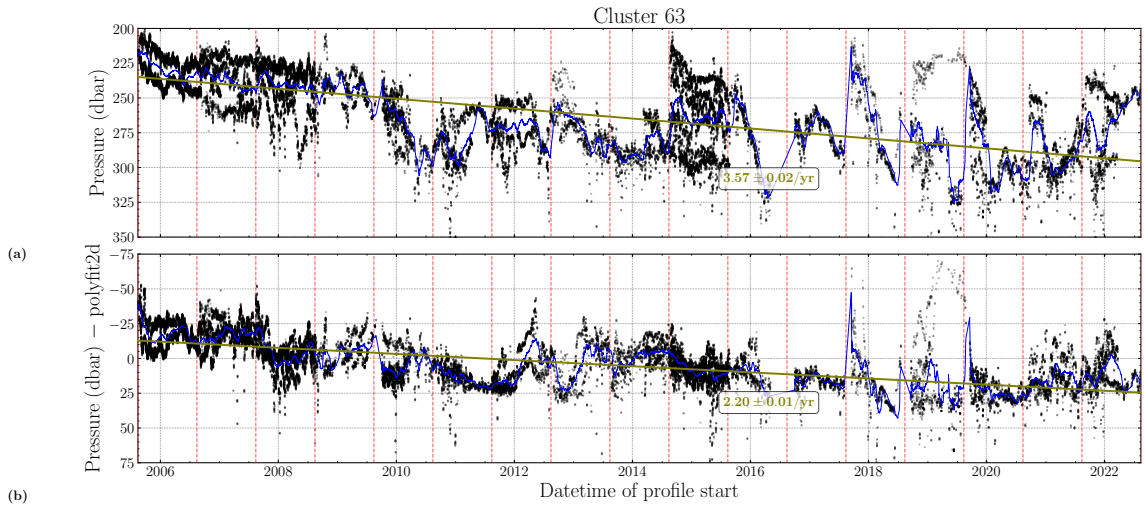 Cluster 63
200
225
250
275
300
325
350
Pressure (dbar)
3.57 ± 0.02/yr
(a)
−75
−50
−25
0
25
50
75
Pressure (dbar) − polyfit2d
2.20 ± 0.01/yr
2006 2008 2010 2012 2014 2016 2018 2020 2022
Datetime of profile start
(b)